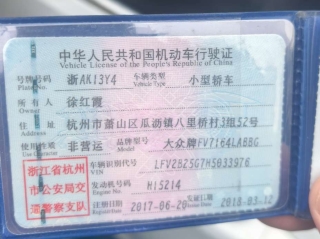 中华人民共和国机动车行驶证
Vehicle License of the People's Republic of China
号牌号码 浙AK13Y4 车辆类型 小型轿车
Plate No. Vehicle Type
所有人 徐红霞
Owner
住址 杭州市萧山区瓜沥镇八里桥村3组52号
Address
使用性质 非营运 品牌型号 大众牌FV7164LABBG
Use Character Model
浙江省杭州市公安局交通警察支队
车辆识别代号 LFV2B25G7H5033976
VIN
发动机号码 H15214
Engine No.
注册日期 2017-06-20 发证日期 2018-03-12
Register Date Issue Date